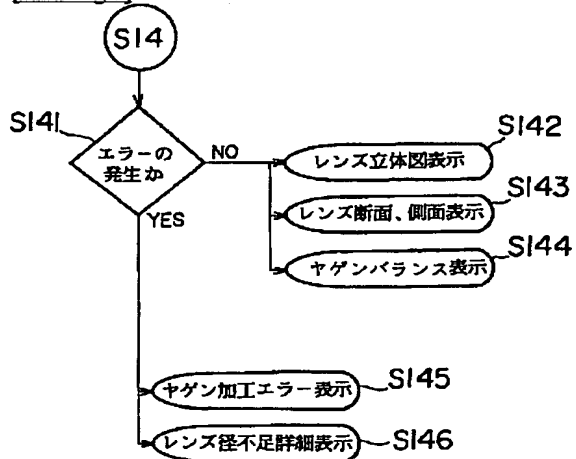 S14
S141
エラーの
発生か
NO
YES
S142
レンズ立体図表示
S143
レンズ断面、側面表示
S144
ヤゲンバランス表示
ヤゲン加工エラー表示
S145
レンズ径不足詳細表示
S146